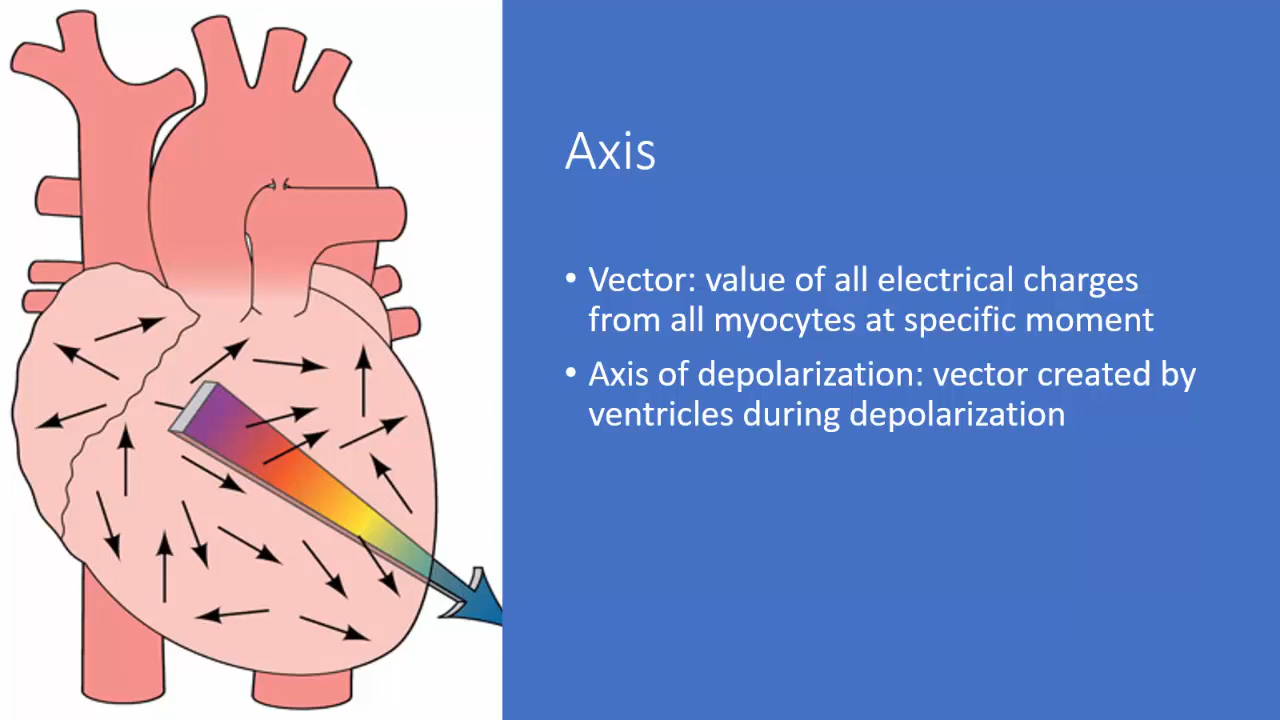 Axis
• Vector: value of all electrical charges
from all myocytes at specific moment
• Axis of depolarization: vector created by
ventricles during depolarization